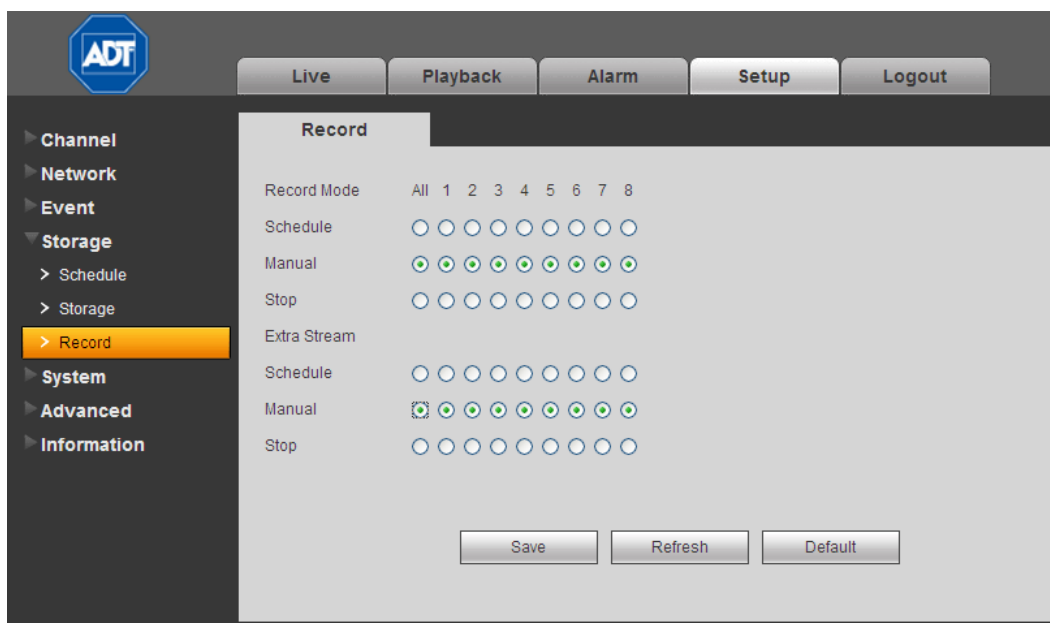 ADT
Live Playback Alarm Setup Logout
Channel
Network
Event
Storage
> Schedule
> Storage
> Record
System
Advanced
Information
Record
Record Mode All 1 2 3 4 5 6 7 8
Schedule
Manual
Stop
Extra Stream
Schedule
Manual
Stop
Save Refresh Default